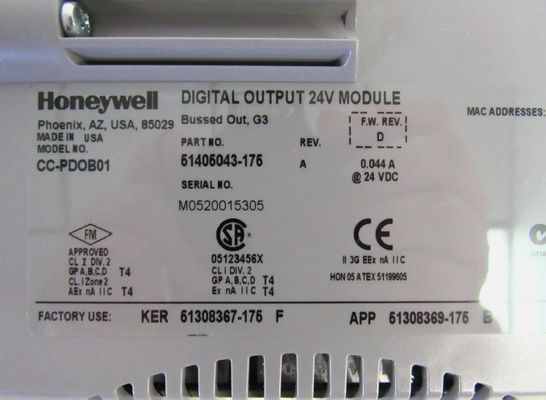 Honeywell
Phoenix, AZ, USA, 85029
MADE IN USA
MODEL NO.
CC-PDOB01
DIGITAL OUTPUT 24V MODULE
Bussed Out, G3
PART NO.
51405043-175
REV.
A
F.W. REV.
D
0.044 A
@ 24 VDC
MAC ADDRESSES:
SERIAL NO.
M0520015305
FM
APPROVED
CL I DIV. 2
GP A,B,C,D T4
CL I Zone 2
AEx nA IIC T4
SA
05123456X
CL I DIV. 2
GP A,B,C,D T4
Ex nA IIC T4
CE
II 3G EEx nA IIC
HON 05 ATEX 51199605
FACTORY USE: KER 51308367-175 F APP 51308369-175